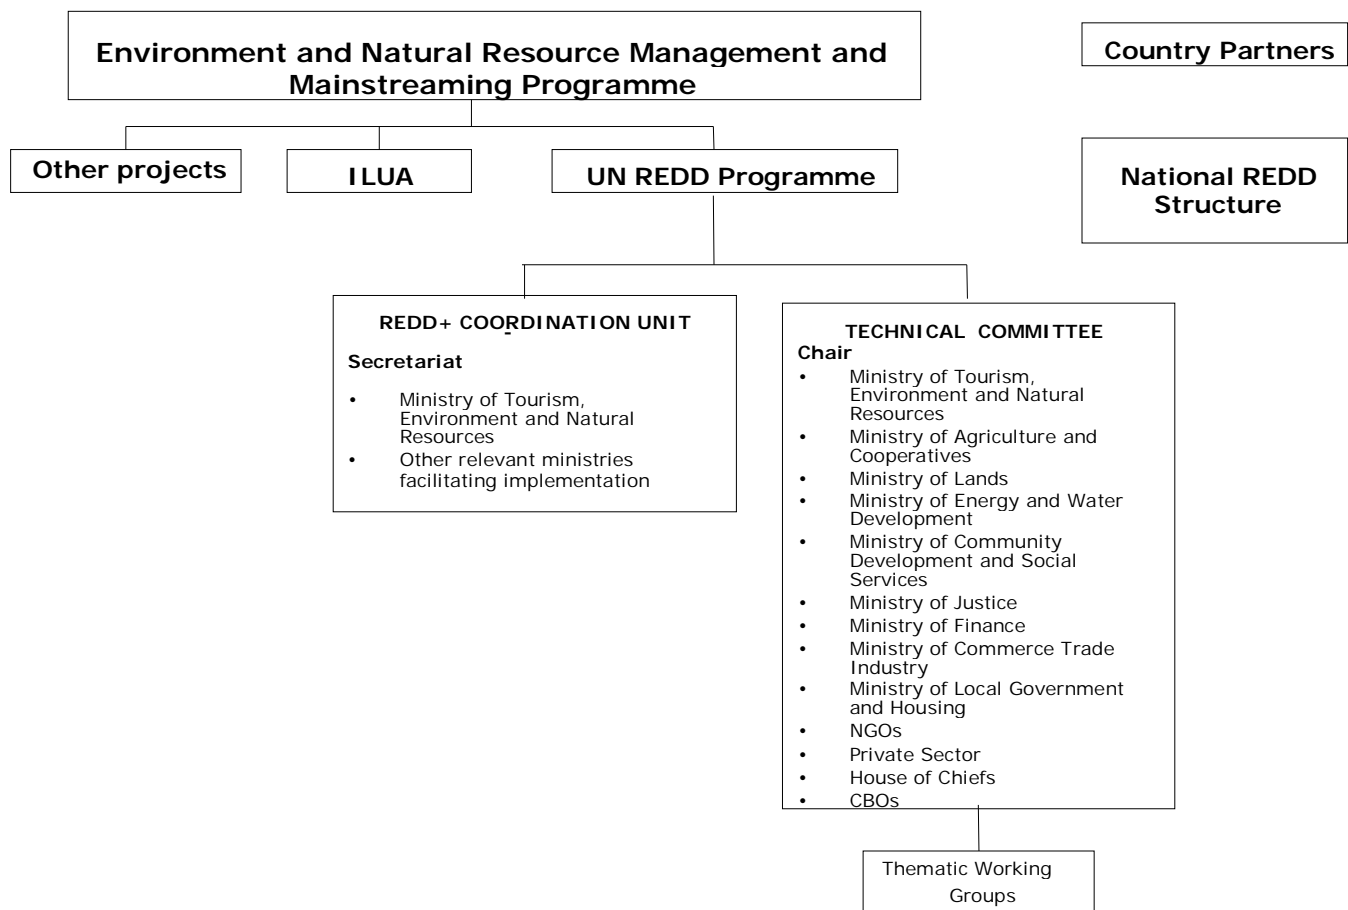 Environment and Natural Resource Management and
Mainstreaming Programme
Country Partners
Other projects
ILUA
UN REDD Programme
National REDD
Structure
REDD+ COORDINATION UNIT
Secretariat
• Ministry of Tourism,
Environment and Natural
Resources
• Other relevant ministries
facilitating implementation
TECHNICAL COMMITTEE
Chair
• Ministry of Tourism,
Environment and Natural
Resources
• Ministry of Agriculture and
Cooperatives
• Ministry of Lands
• Ministry of Energy and Water
Development
• Ministry of Community
Development and Social
Services
• Ministry of Justice
• Ministry of Finance
• Ministry of Commerce Trade
Industry
• Ministry of Local Government
and Housing
• NGOs
• Private Sector
• House of Chiefs
• CBOs
Thematic Working
Groups